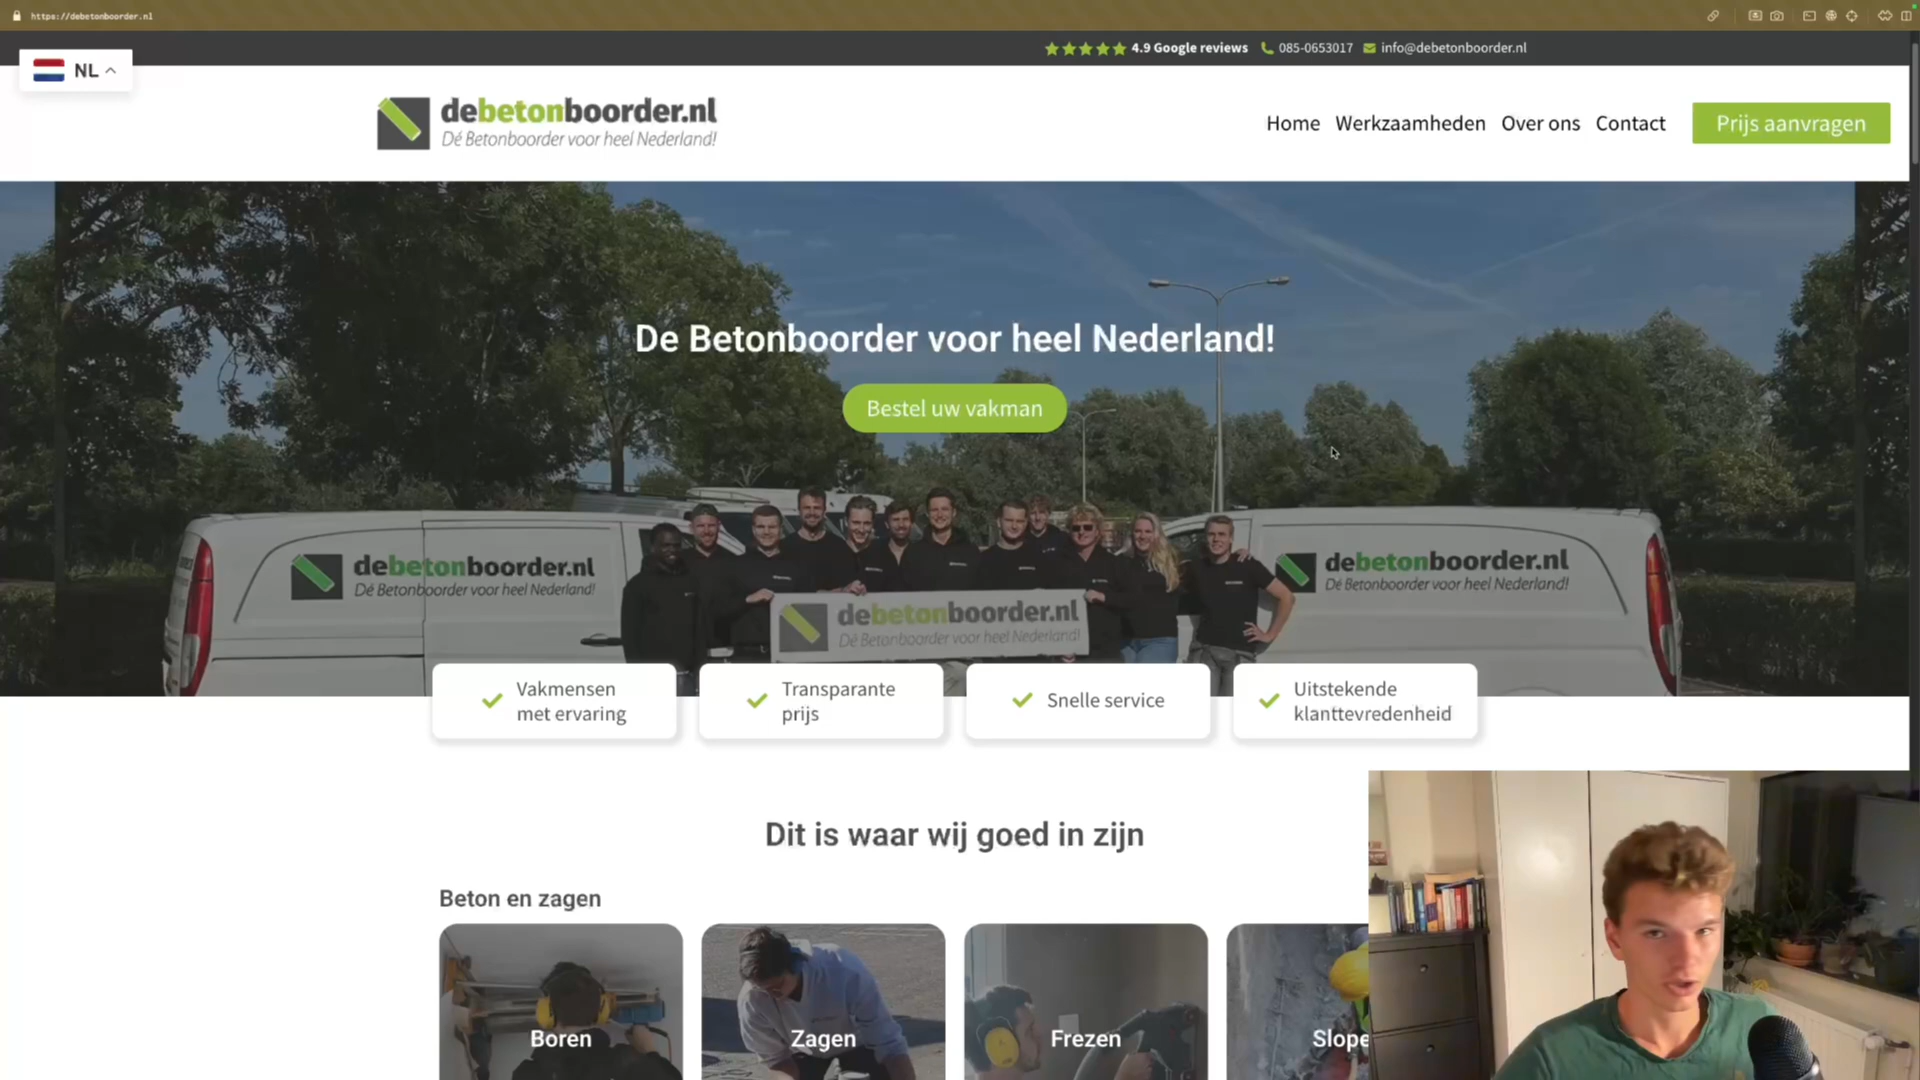 https://debetonboorder.nl
4.9 Google reviews
085-0653017
info@debetonboorder.nl
NL
debetonboorder.nl
Dé Betonboorder voor heel Nederland!
Home
Werkzaamheden
Over ons
Contact
Prijs aanvragen
De Betonboorder voor heel Nederland!
Bestel uw vakman
debetonboorder.nl
Dé Betonboorder voor heel Nederland!
debetonboorder.nl
Dé Betonboorder voor heel Nederland!
debetonboorder.nl
Dé Betonboorder voor heel Nederland!
Vakmensen
met ervaring
Transparante
prijs
Snelle service
Uitstekende
klanttevredenheid
Dit is waar wij goed in zijn
Beton en zagen
Boren
Zagen
Frezen
Slope